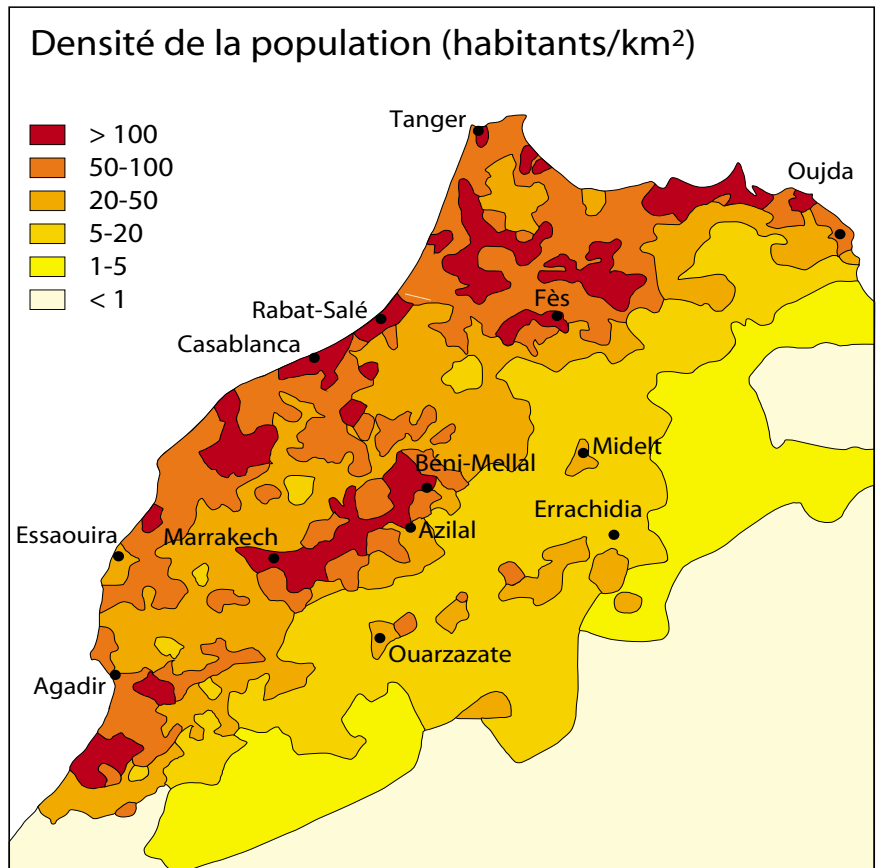 Densité de la population (habitants/km²)
> 100
50-100
20-50
5-20
1-5
< 1
Tanger
Oujda
Rabat-Salé
Fès
Casablanca
Midelt
Béni-Mellal
Errachidia
Essaouira
Marrakech
Azilal
Ouarzazate
Agadir